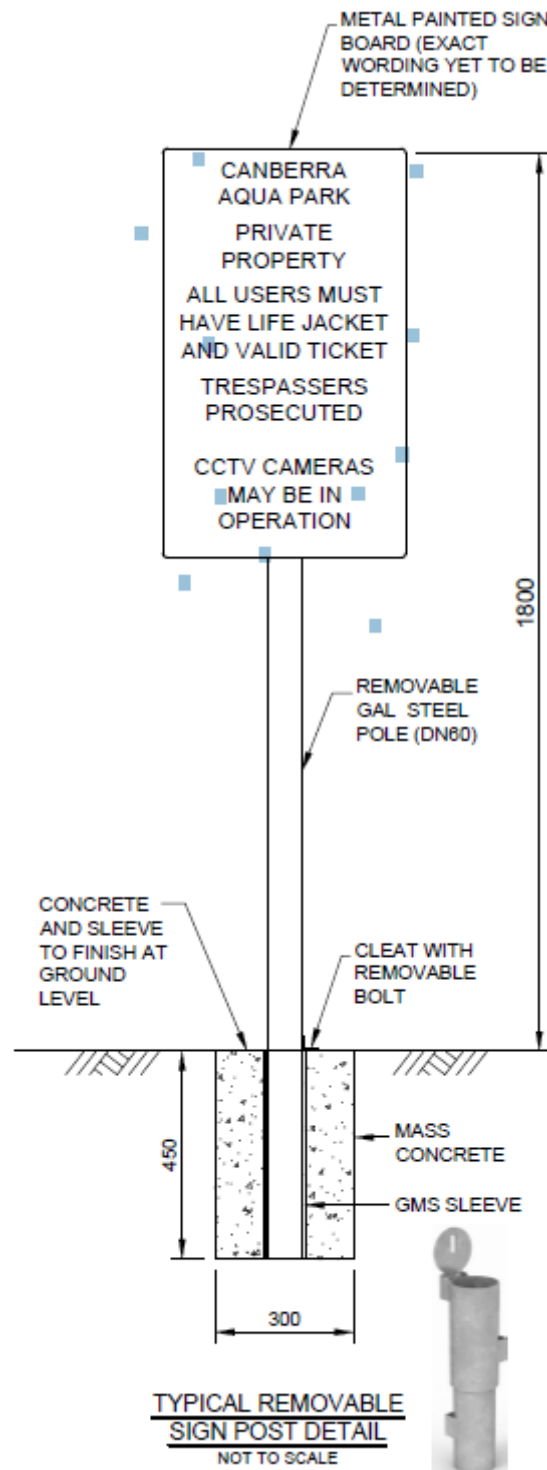 METAL PAINTED SIGN
BOARD (EXACT
WORDING YET TO BE
DETERMINED)
CANBERRA
AQUA PARK
PRIVATE
PROPERTY
ALL USERS MUST
HAVE LIFE JACKET
AND VALID TICKET
TRESPASSERS
PROSECUTED
CCTV CAMERAS
MAY BE IN
OPERATION
1800
REMOVABLE
GAL STEEL
POLE (DN60)
CONCRETE
AND SLEEVE
TO FINISH AT
GROUND
LEVEL
CLEAT WITH
REMOVABLE
BOLT
450
MASS
CONCRETE
GMS SLEEVE
300
TYPICAL REMOVABLE
SIGN POST DETAIL
NOT TO SCALE